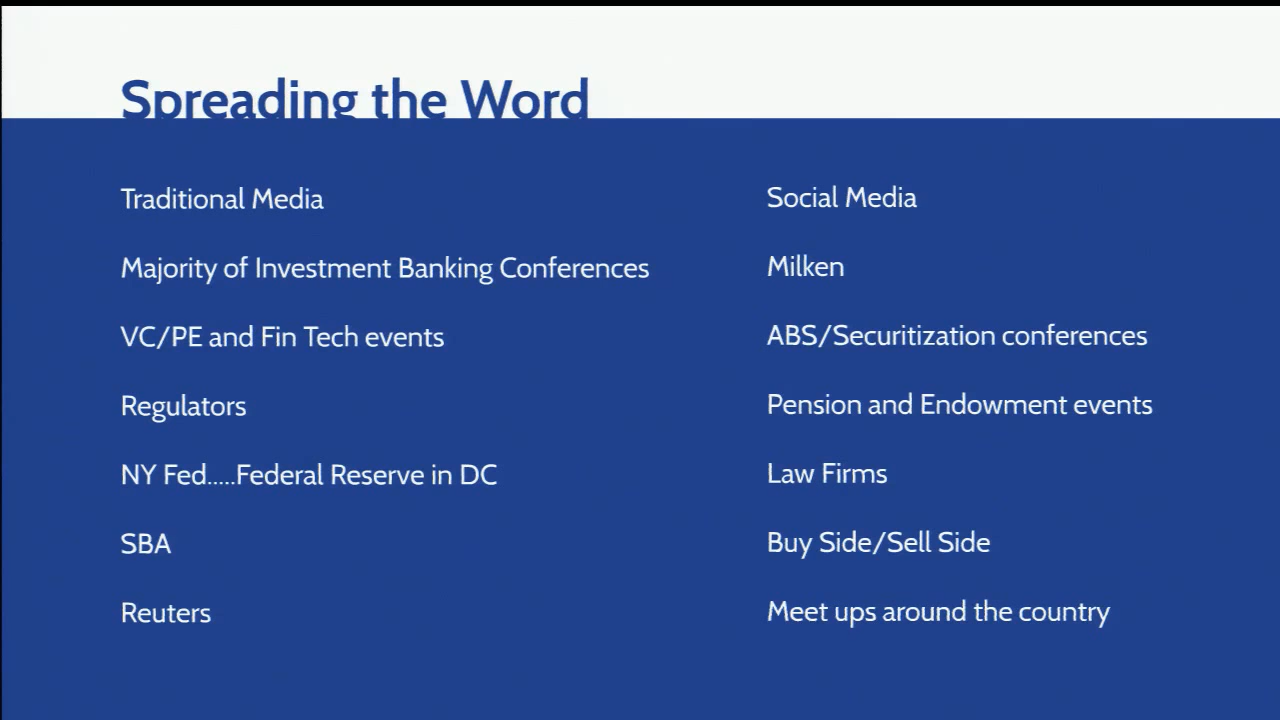 Spreading the Word
Traditional Media
Majority of Investment Banking Conferences
VC/PE and Fin Tech events
Regulators
NY Fed.....Federal Reserve in DC
SBA
Reuters
Social Media
Milken
ABS/Securitization conferences
Pension and Endowment events
Law Firms
Buy Side/Sell Side
Meet ups around the country